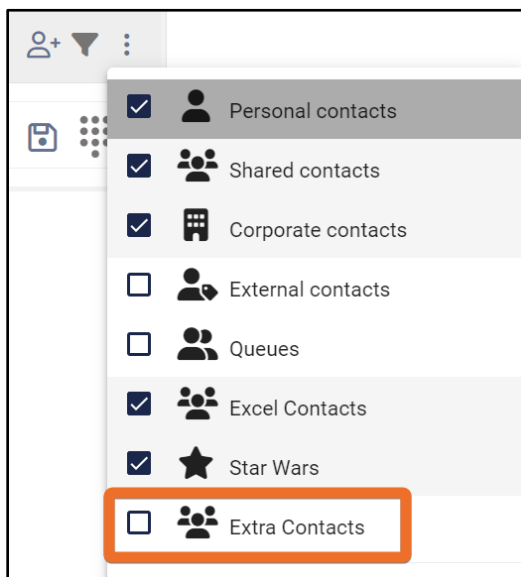 Personal contacts
Shared contacts
Corporate contacts
External contacts
Queues
Excel Contacts
Star Wars
Extra Contacts